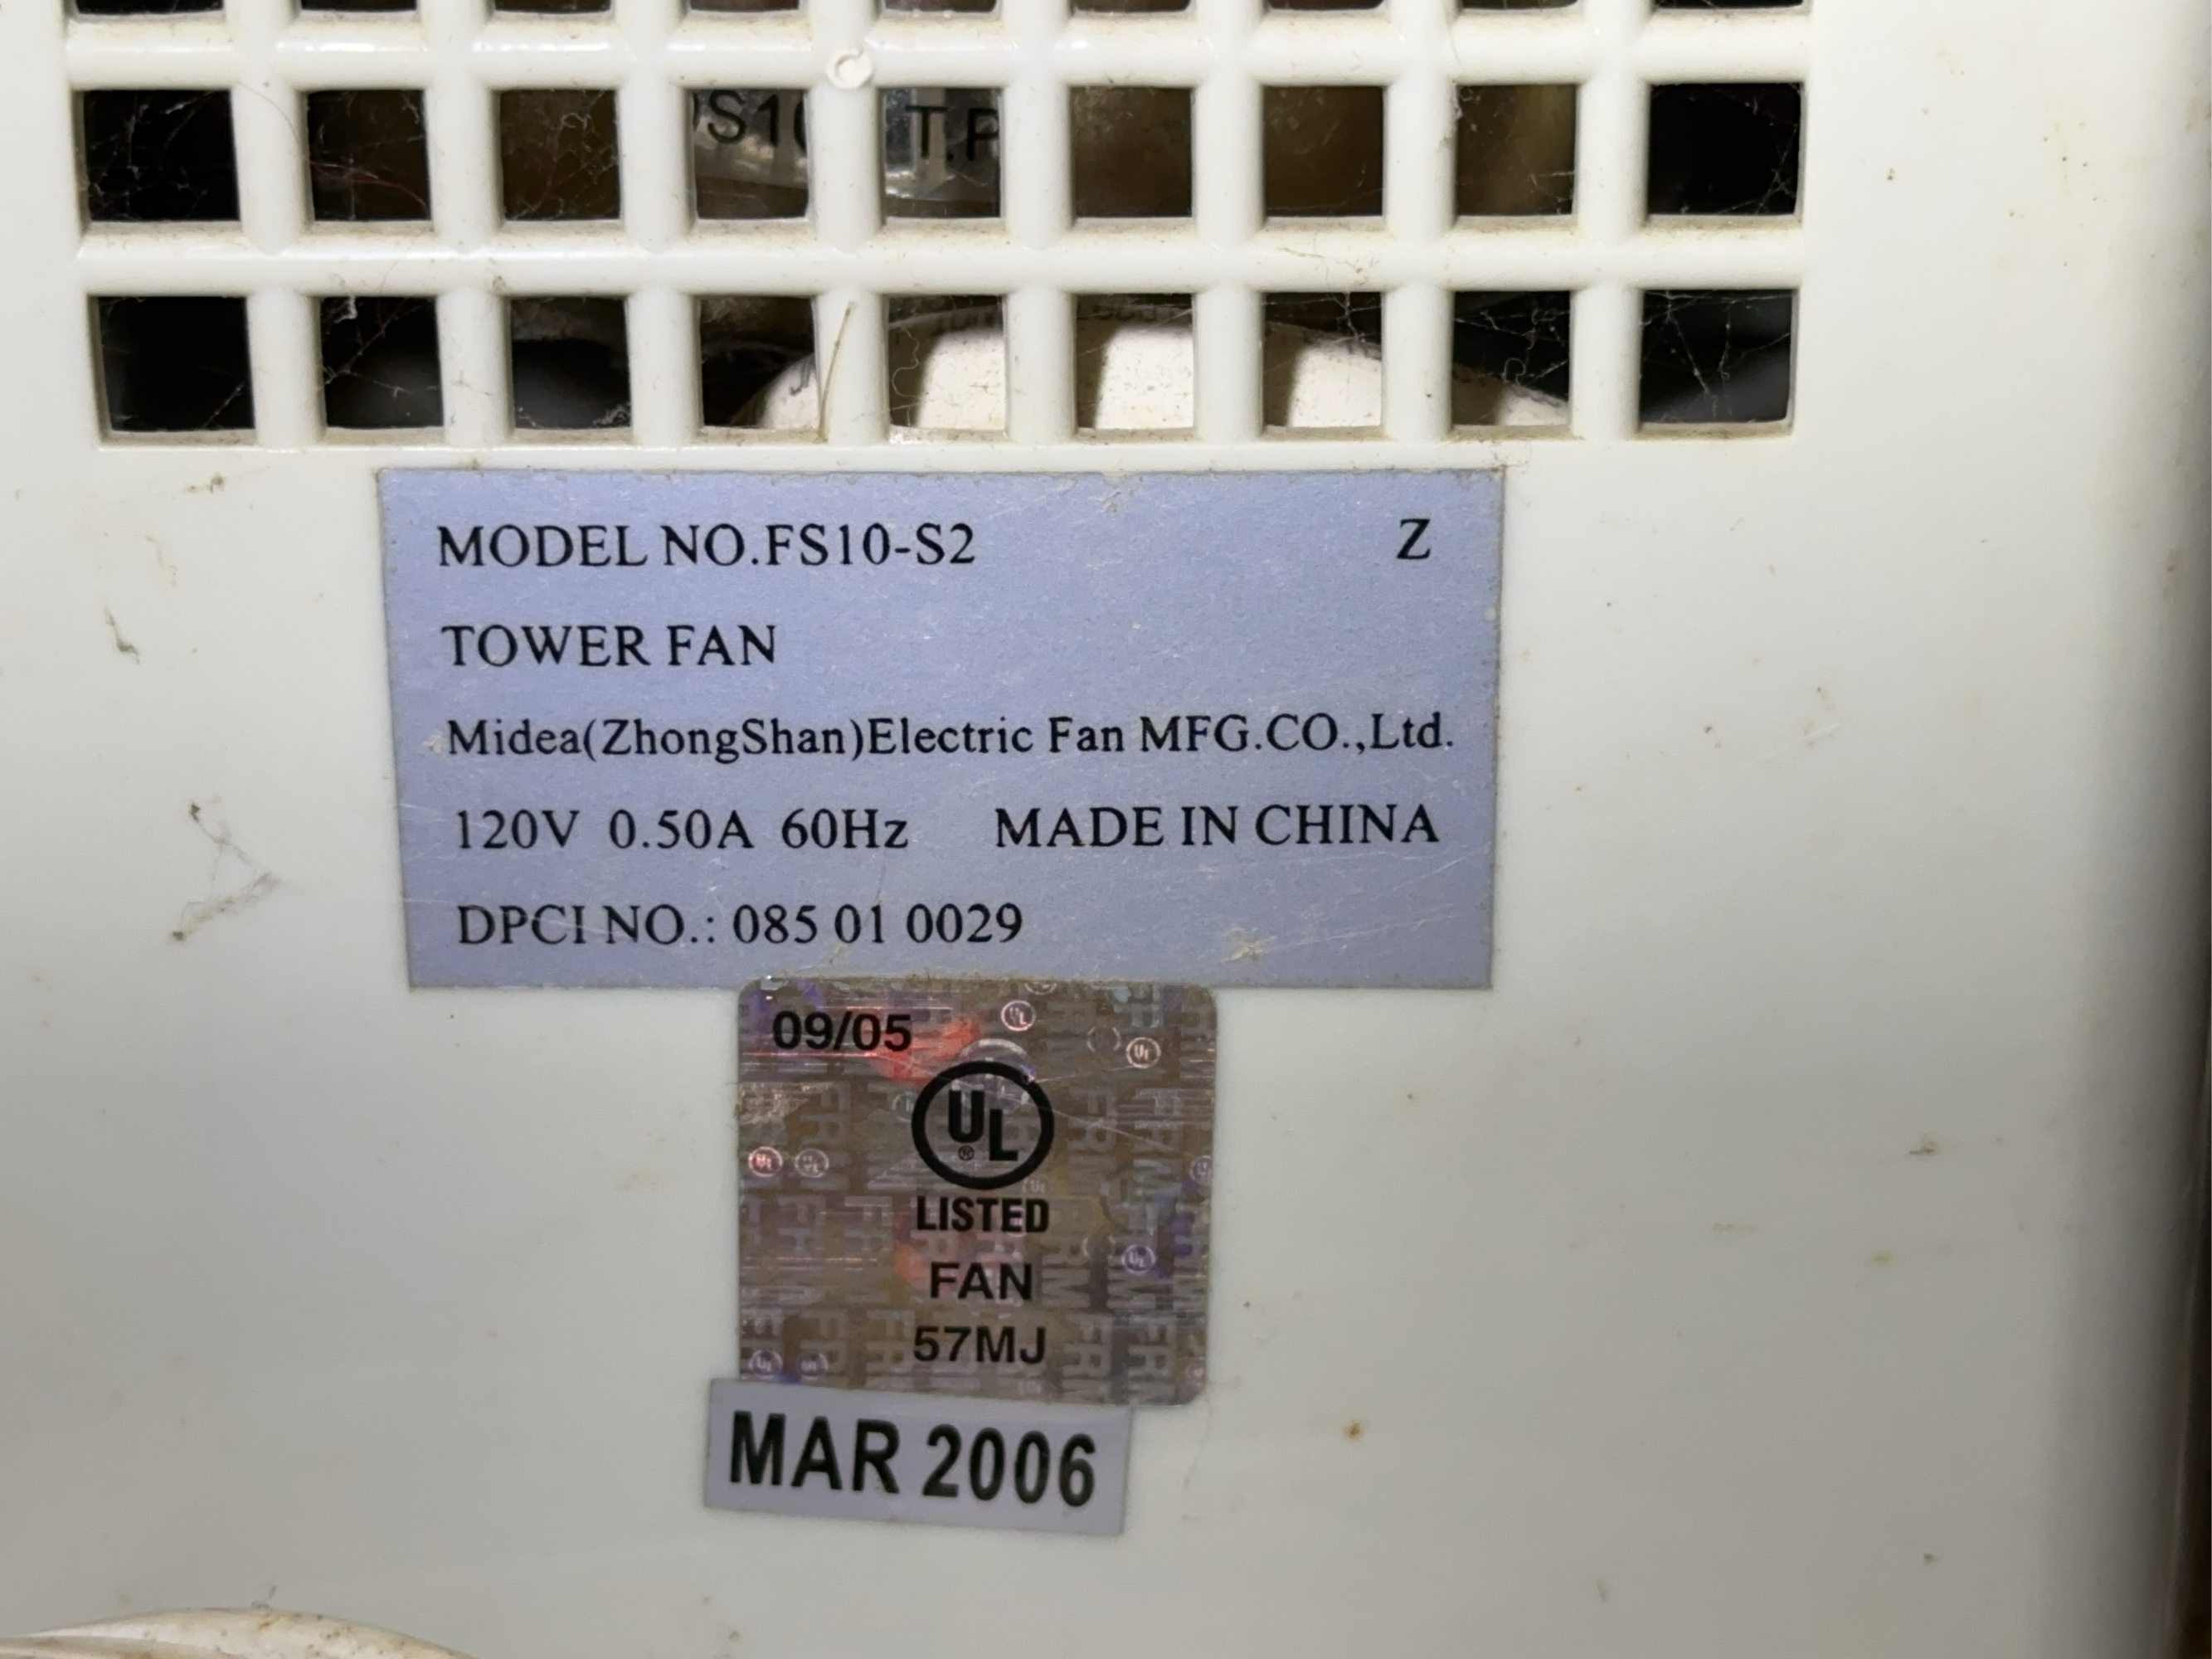 S10 T.P
MODEL NO.FS10-S2 Z
TOWER FAN
Midea(ZhongShan)Electric Fan MFG.CO.,Ltd.
120V 0.50A 60Hz MADE IN CHINA
DPCI NO.: 085 01 0029
09/05
UL
®
LISTED
FAN
57MJ
MAR 2006